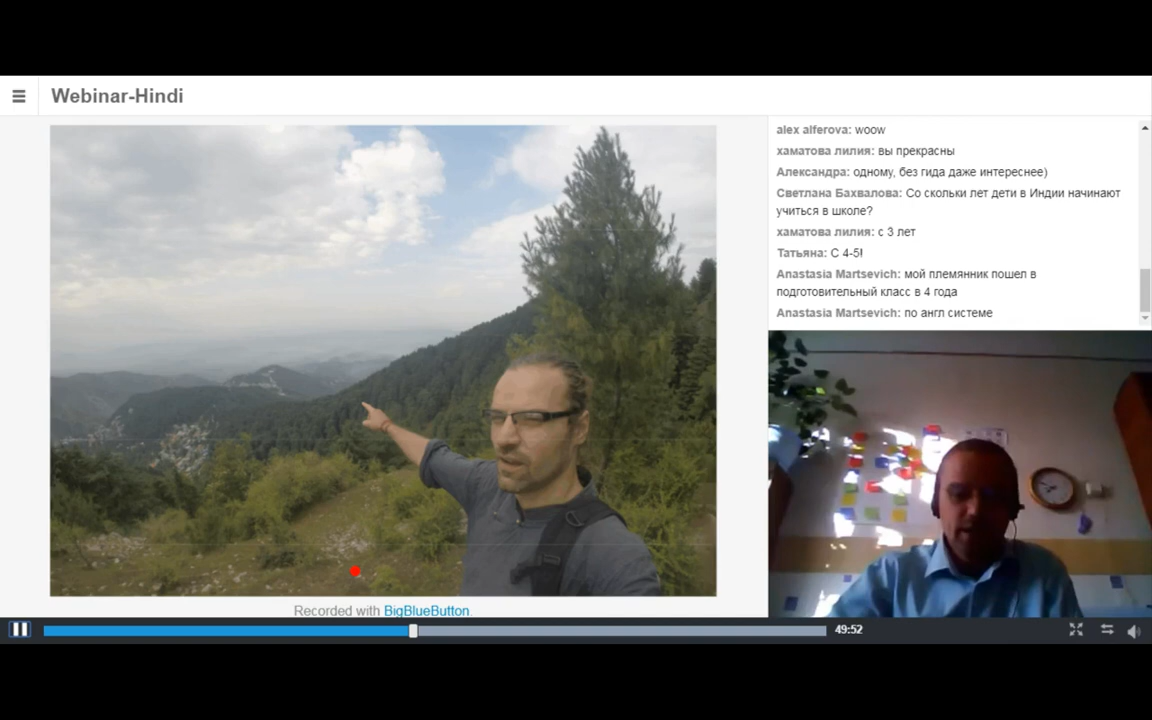 Webinar-Hindi
alex alferova: woow
хаматова лилия: вы прекрасны
Александра: одному, без гида даже интереснее)
Светлана Бахвалова: Со скольки лет дети в Индии начинают
учиться в школе?
хаматова лилия: с 3 лет
Татьяна: С 4-5!
Anastasia Martsevich: мой племянник пошел в
подготовительный класс в 4 года
Anastasia Martsevich: по англ системе
Recorded with BigBlueButton.
49:52